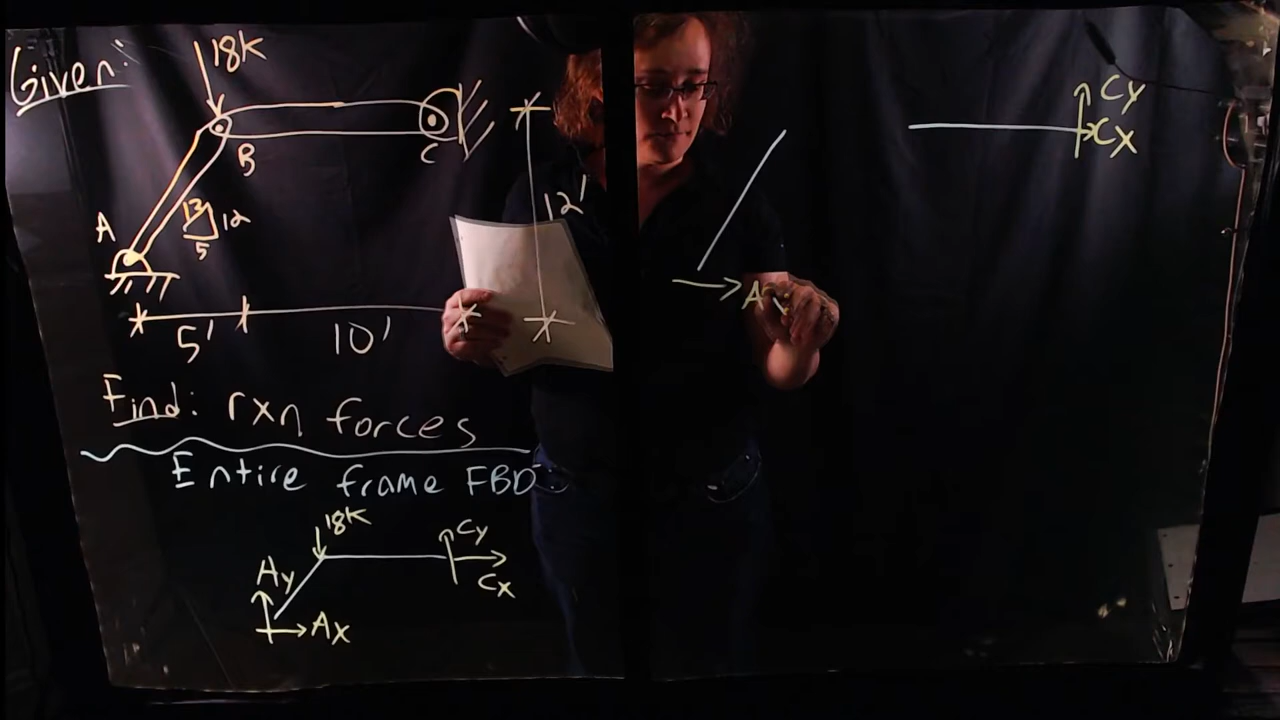 Given:
18K
B
C
A
13
12
5
12'
5'
10'
Find: rxn forces
Entire frame FBD
18K
Cy
Cx
Ay
Ax
Cy
Cx